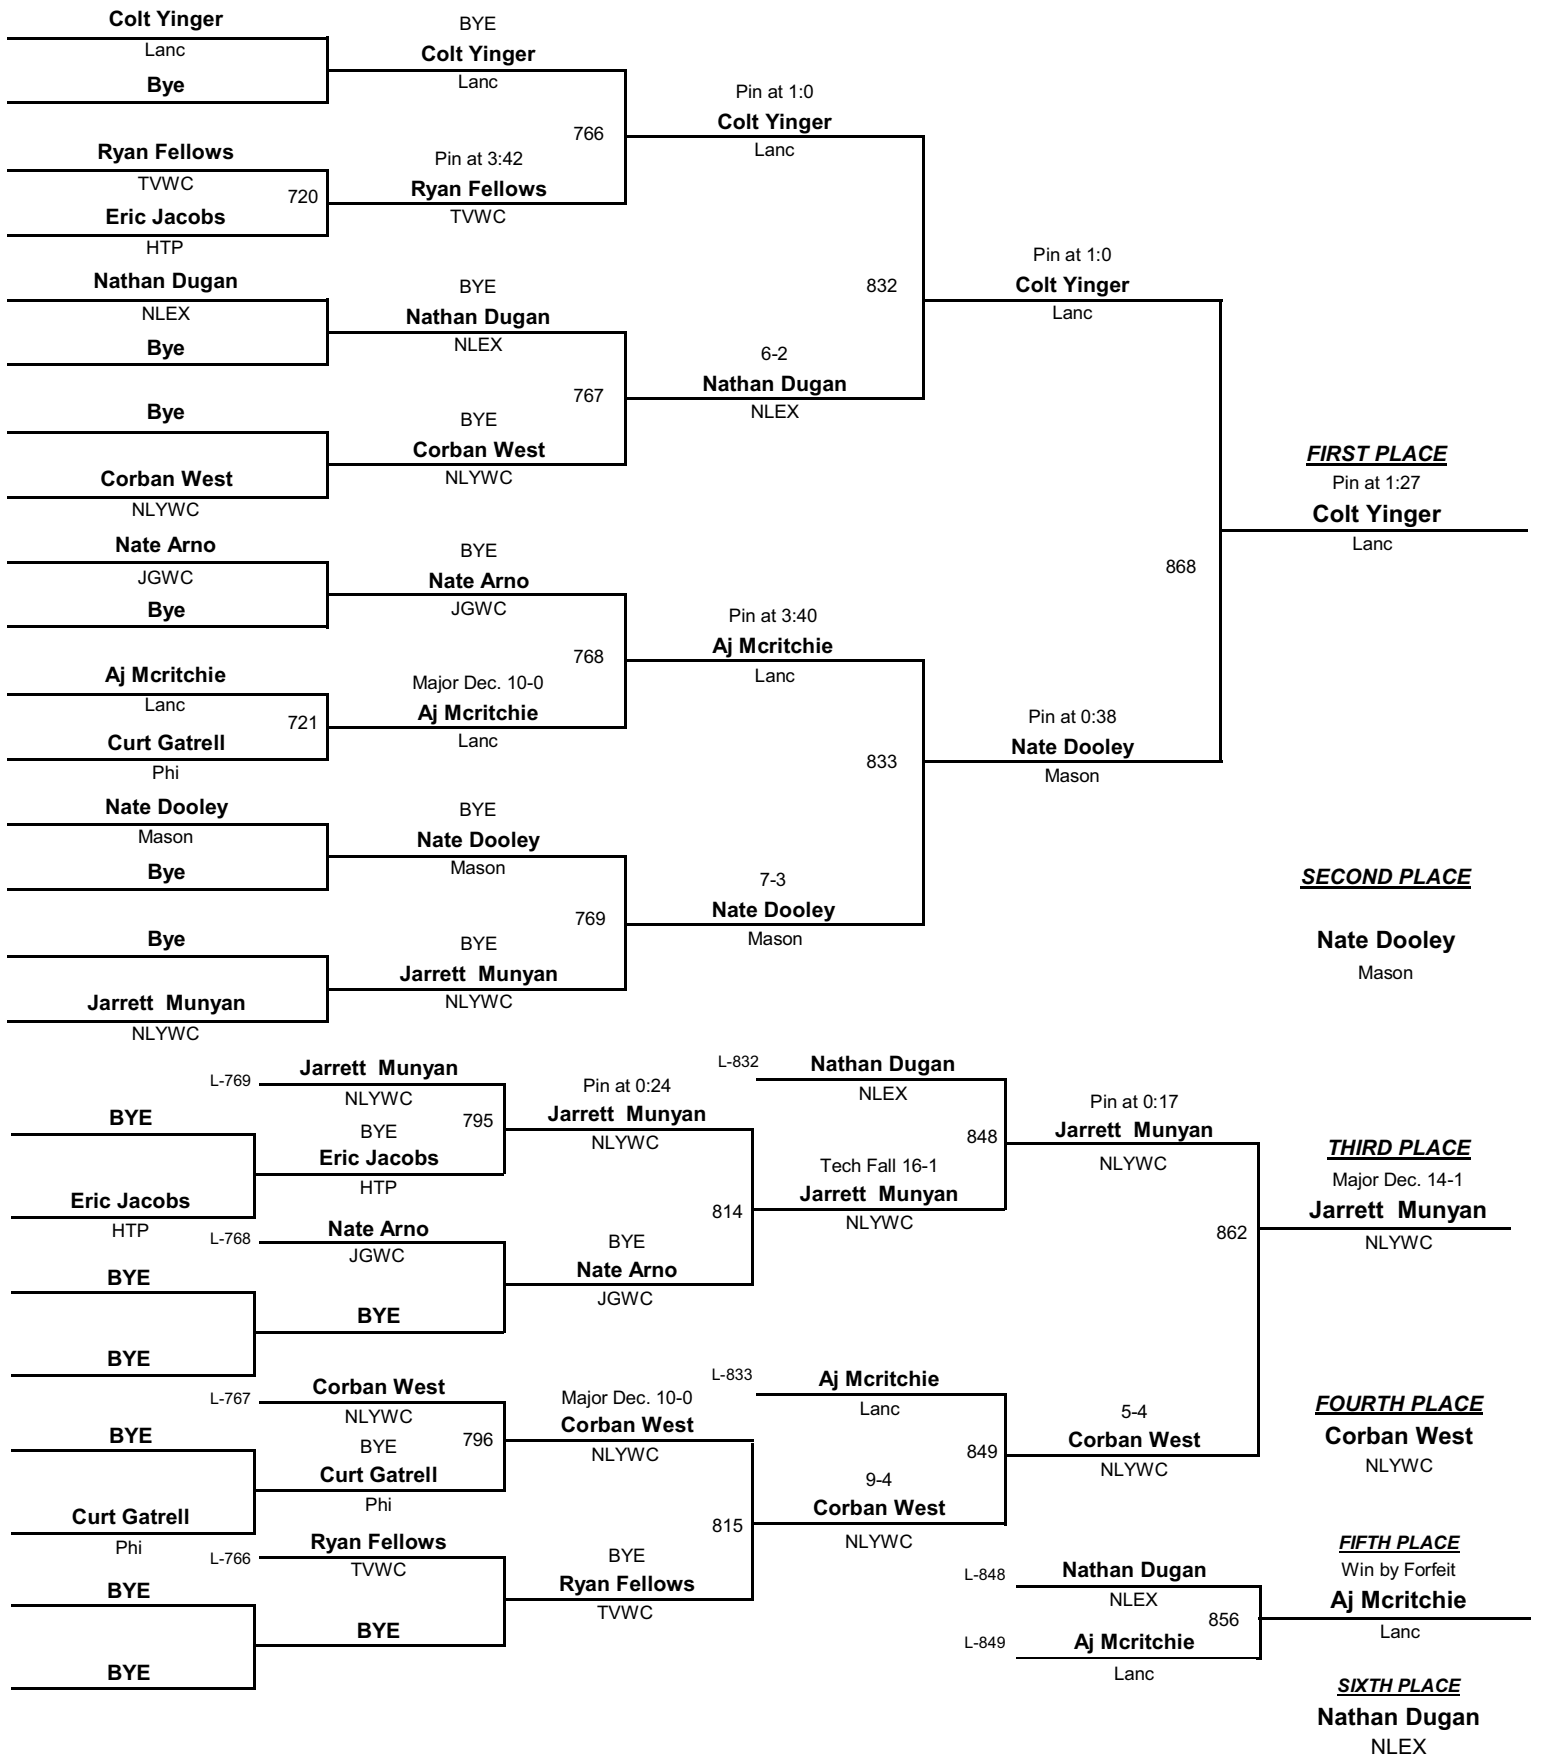 Colt Yinger
Lanc
Bye
Ryan Fellows
TVWC
720
Eric Jacobs
HTP
Nathan Dugan
NLEX
Bye
Bye
Corban West
NLYWC
Nate Arno
JGWC
Bye
Aj Mcritchie
Lanc
721
Curt Gatrell
Phi
Nate Dooley
Mason
Bye
Bye
Jarrett Munyan
NLYWC
BYE
Colt Yinger
Lanc
766
Pin at 3:42
Ryan Fellows
TVWC
BYE
Nathan Dugan
NLEX
767
BYE
Corban West
NLYWC
BYE
Nate Arno
JGWC
768
Major Dec. 10-0
Aj Mcritchie
Lanc
BYE
Nate Dooley
Mason
769
BYE
Jarrett Munyan
NLYWC
Pin at 1:0
Colt Yinger
Lanc
832
6-2
Nathan Dugan
NLEX
Pin at 3:40
Aj Mcritchie
Lanc
833
7-3
Nate Dooley
Mason
Pin at 1:0
Colt Yinger
Lanc
868
Pin at 0:38
Nate Dooley
Mason
FIRST PLACE
Pin at 1:27
Colt Yinger
Lanc
SECOND PLACE
Nate Dooley
Mason
BYE
Eric Jacobs
HTP
BYE
BYE
BYE
Curt Gatrell
Phi
BYE
BYE
L-769
Jarrett Munyan
NLYWC
795
BYE
Eric Jacobs
HTP
L-768
Nate Arno
JGWC
BYE
L-767
Corban West
NLYWC
796
BYE
Curt Gatrell
Phi
L-766
Ryan Fellows
TVWC
BYE
Pin at 0:24
Jarrett Munyan
NLYWC
814
BYE
Nate Arno
JGWC
Major Dec. 10-0
Corban West
NLYWC
815
BYE
Ryan Fellows
TVWC
L-832
Nathan Dugan
NLEX
848
Tech Fall 16-1
Jarrett Munyan
NLYWC
L-833
Aj Mcritchie
Lanc
849
9-4
Corban West
NLYWC
Pin at 0:17
Jarrett Munyan
NLYWC
862
5-4
Corban West
NLYWC
L-848
Nathan Dugan
NLEX
856
L-849
Aj Mcritchie
Lanc
THIRD PLACE
Major Dec. 14-1
Jarrett Munyan
NLYWC
FOURTH PLACE
Corban West
NLYWC
FIFTH PLACE
Win by Forfeit
Aj Mcritchie
Lanc
SIXTH PLACE
Nathan Dugan
NLEX